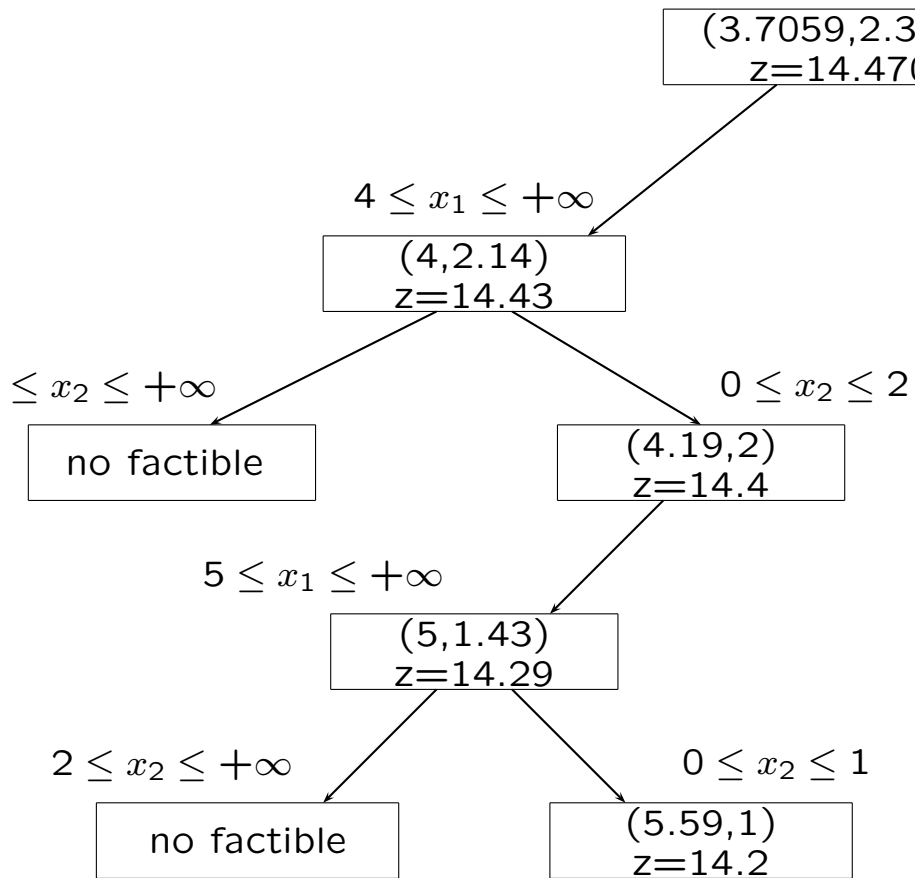 (3.7059,2.3
z=14.470
4 ≤ x₁ ≤ +∞
(4,2.14)
z=14.43
≤ x₂ ≤ +∞
0 ≤ x₂ ≤ 2
no factible
(4.19,2)
z=14.4
5 ≤ x₁ ≤ +∞
(5,1.43)
z=14.29
2 ≤ x₂ ≤ +∞
0 ≤ x₂ ≤ 1
no factible
(5.59,1)
z=14.2